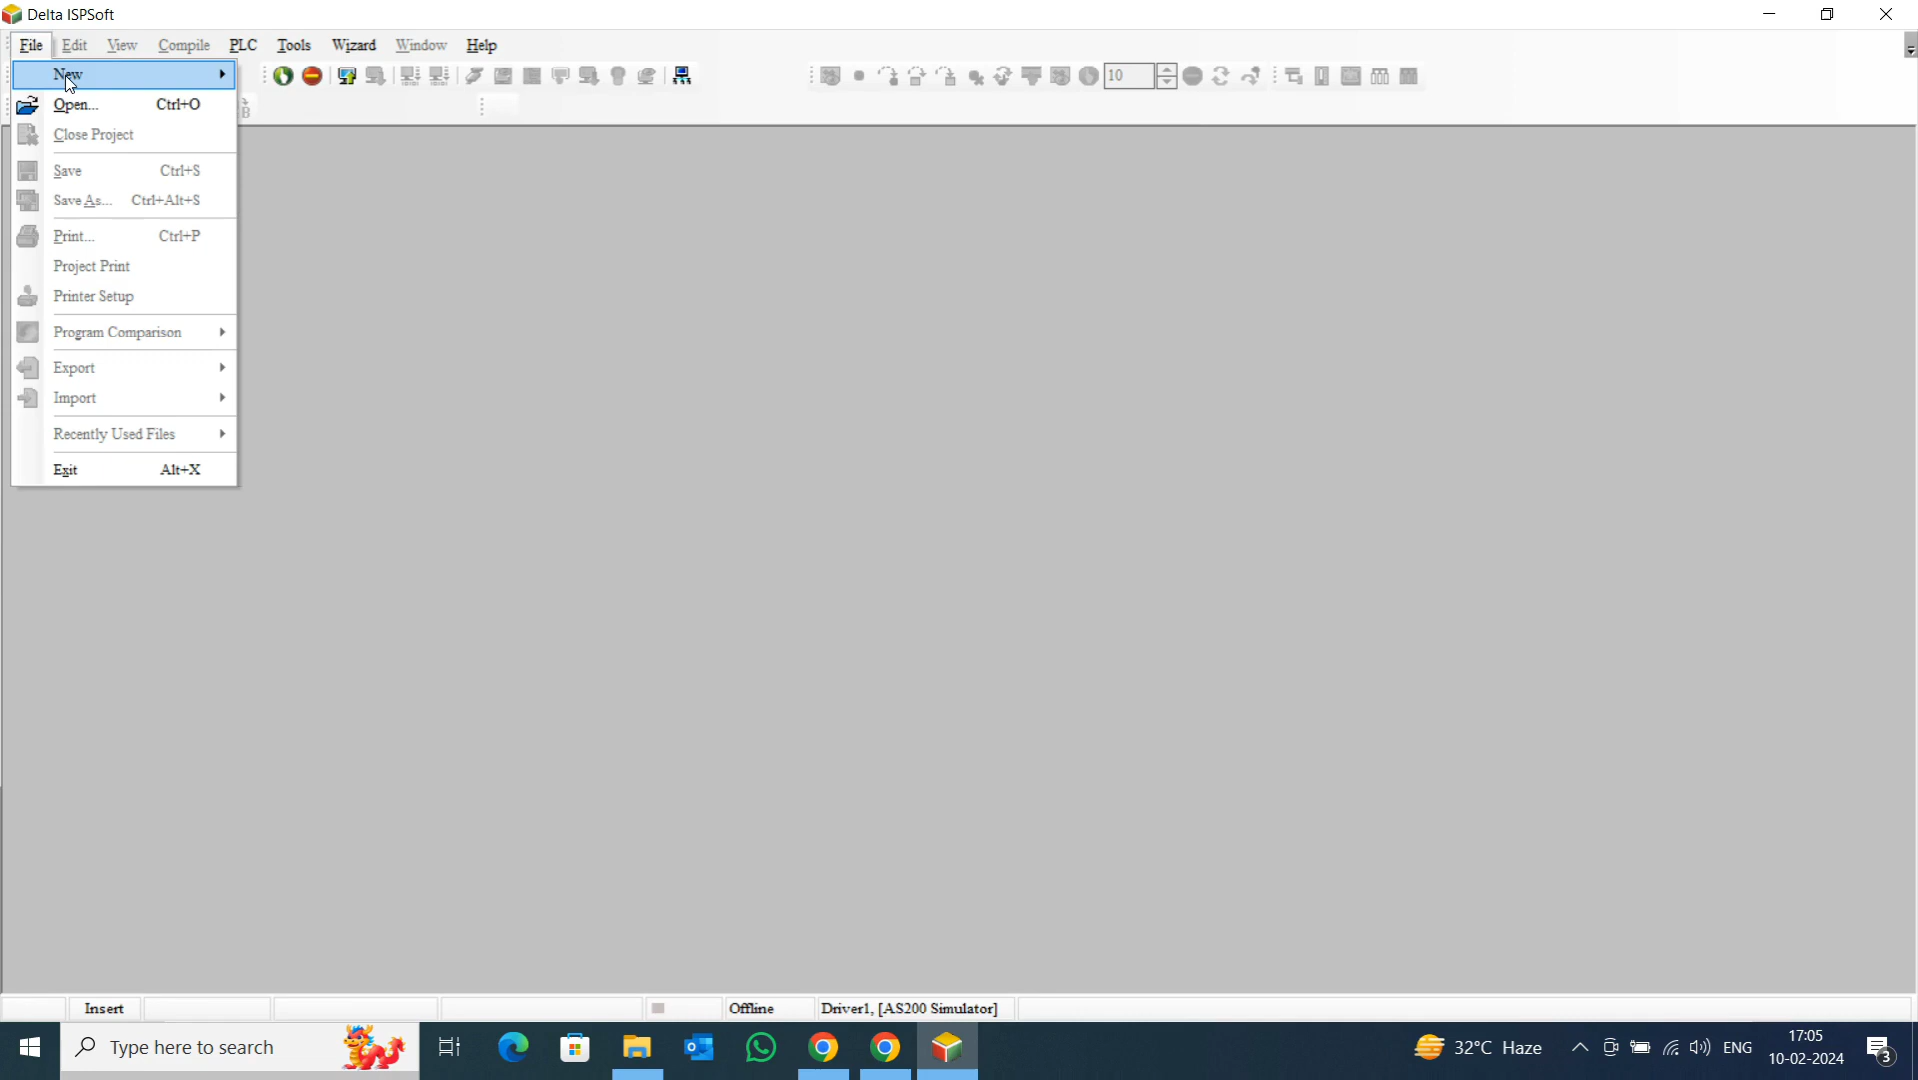 Delta ISPSoft
File Edit View Compile PLC Tools Wizard Window Help
New
10
Open... Ctrl+O
Close Project
Save Ctrl+S
Save As... Ctrl+Alt+S
Print... Ctrl+P
Project Print
Printer Setup
Program Comparison
Export
Import
Recently Used Files
Exit Alt+X
Insert Offline Driver1, [AS200 Simulator]
Type here to search
32°C Haze
ENG
17:05
10-02-2024
3